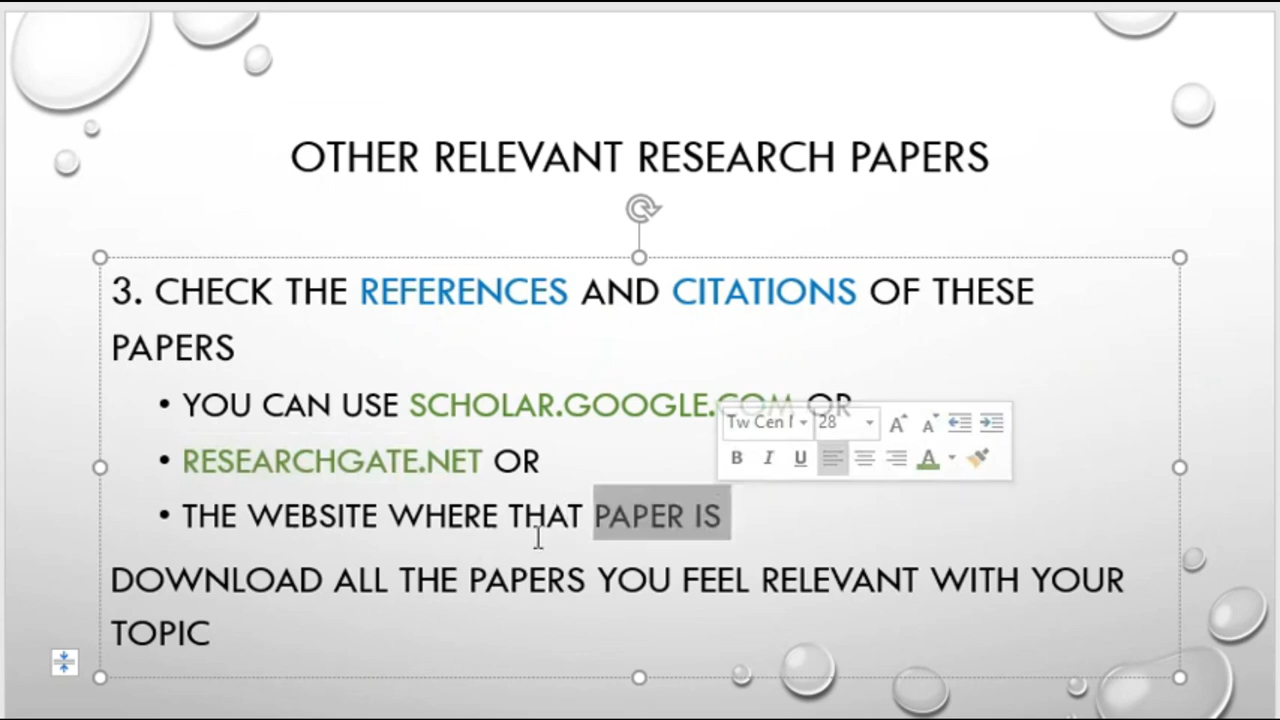 OTHER RELEVANT RESEARCH PAPERS
3. CHECK THE REFERENCES AND CITATIONS OF THESE
PAPERS
• YOU CAN USE SCHOLAR.GOOGLE.COM OR
Tw Cen 28 A A
• RESEARCHGATE.NET OR
B I U A
• THE WEBSITE WHERE THAT PAPER IS
DOWNLOAD ALL THE PAPERS YOU FEEL RELEVANT WITH YOUR
TOPIC